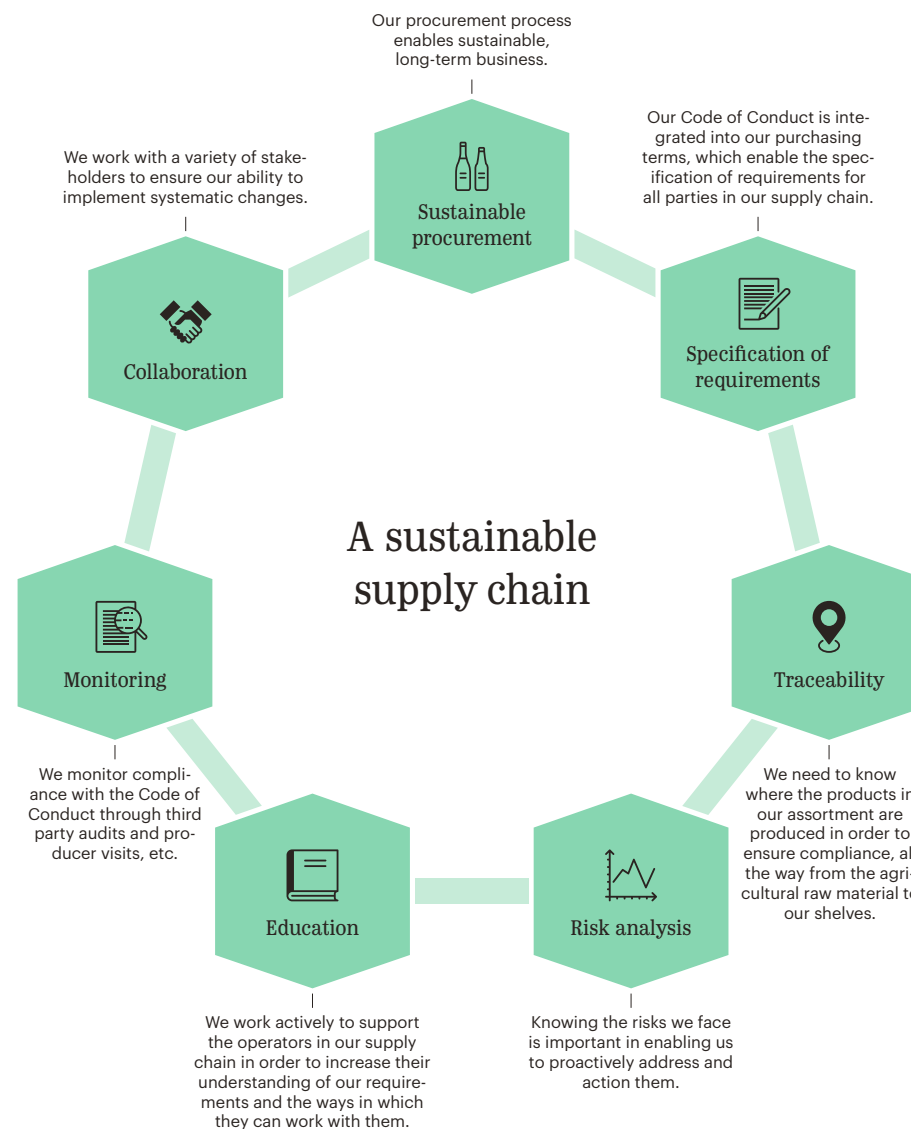 Our procurement process
enables sustainable,
long-term business.
Sustainable
procurement
Our Code of Conduct is inte-
grated into our purchasing
terms, which enable the spec-
ification of requirements for
all parties in our supply chain.
Specification of
requirements
We work with a variety of stake-
holders to ensure our ability to
implement systematic changes.
Collaboration
A sustainable
supply chain
Monitoring
We monitor compli-
ance with the Code of
Conduct through third
party audits and pro-
ducer visits, etc.
Traceability
We need to know
where the products in
our assortment are
produced in order to
ensure compliance, al
the way from the agri-
cultural raw material to
our shelves.
Education
We work actively to support
the operators in our supply
chain in order to increase their
understanding of our require-
ments and the ways in which
they can work with them.
Risk analysis
Knowing the risks we face
is important in enabling us
to proactively address and
action them.